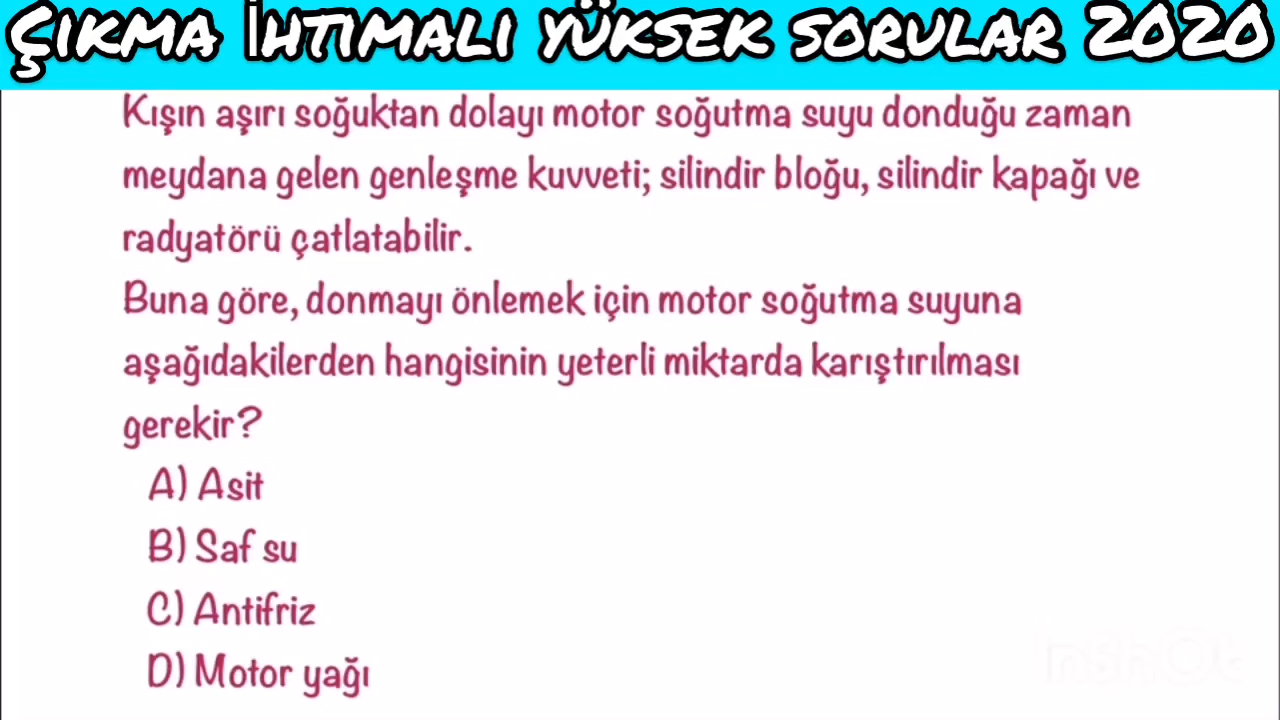 Çıkma İhtimali yüksek sorular 2020
Kışın aşırı soğuktan dolayı motor soğutma suyu donduğu zaman
meydana gelen genleşme kuvveti; silindir bloğu, silindir kapağı ve
radyatörü çatlatabilir.
Buna göre, donmayı önlemek için motor soğutma suyuna
aşağıdakilerden hangisinin yeterli miktarda karıştırılması
gerekir?
A) Asit
B) Saf su
C) Antifriz
D) Motor yağı